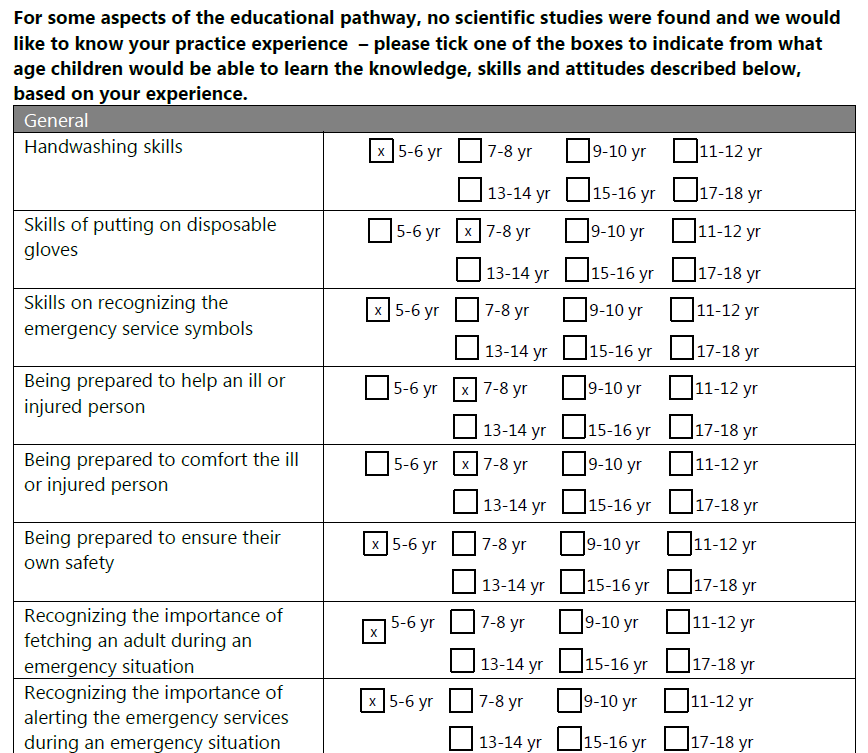 For some aspects of the educational pathway, no scientific studies were found and we would
like to know your practice experience – please tick one of the boxes to indicate from what
age children would be able to learn the knowledge, skills and attitudes described below,
based on your experience.
General
Handwashing skills
x 5-6 yr 7-8 yr 9-10 yr 11-12 yr
13-14 yr 15-16 yr 17-18 yr
Skills of putting on disposable
gloves
5-6 yr x 7-8 yr 9-10 yr 11-12 yr
13-14 yr 15-16 yr 17-18 yr
Skills on recognizing the
emergency service symbols
x 5-6 yr 7-8 yr 9-10 yr 11-12 yr
13-14 yr 15-16 yr 17-18 yr
Being prepared to help an ill or
injured person
5-6 yr x 7-8 yr 9-10 yr 11-12 yr
13-14 yr 15-16 yr 17-18 yr
Being prepared to comfort the ill
or injured person
5-6 yr x 7-8 yr 9-10 yr 11-12 yr
13-14 yr 15-16 yr 17-18 yr
Being prepared to ensure their
own safety
x 5-6 yr 7-8 yr 9-10 yr 11-12 yr
13-14 yr 15-16 yr 17-18 yr
Recognizing the importance of
fetching an adult during an
emergency situation
x 5-6 yr 7-8 yr 9-10 yr 11-12 yr
13-14 yr 15-16 yr 17-18 yr
Recognizing the importance of
alerting the emergency services
during an emergency situation
x 5-6 yr 7-8 yr 9-10 yr 11-12 yr
13-14 yr 15-16 yr 17-18 yr